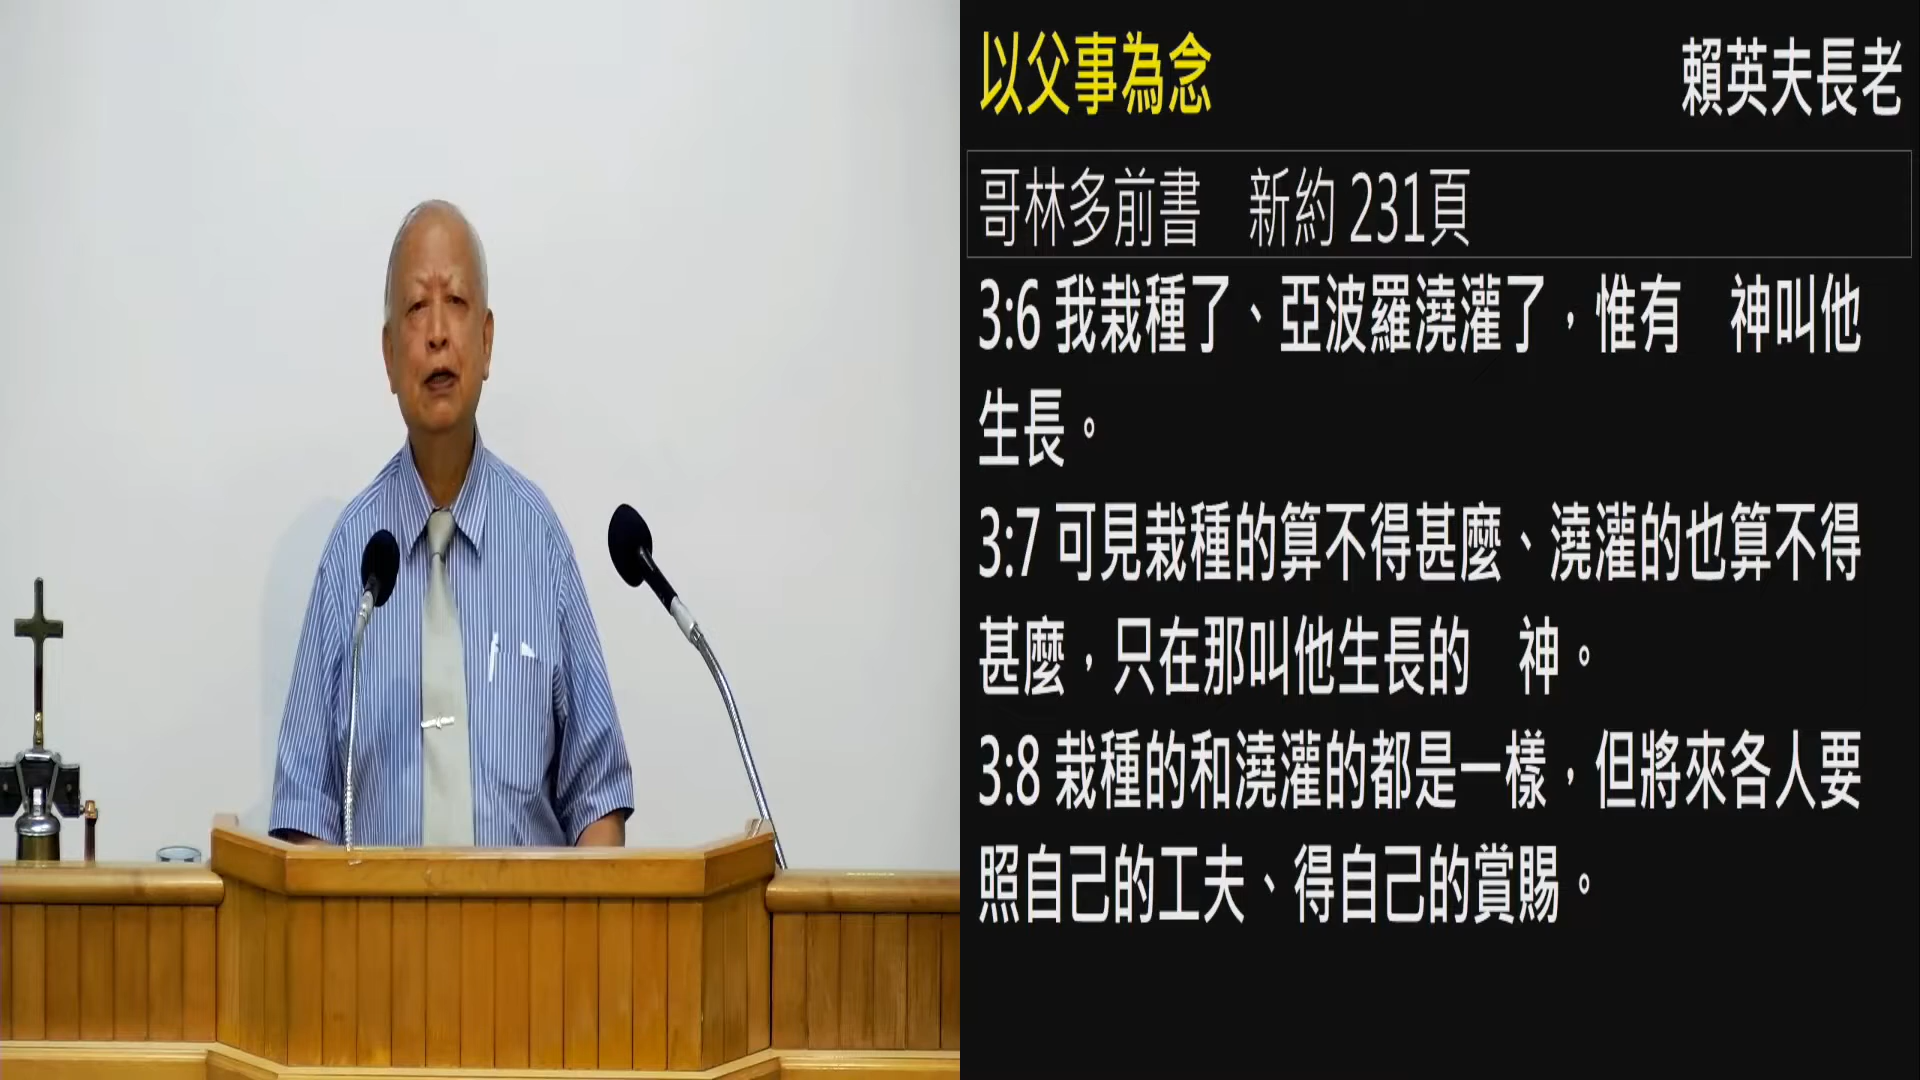 以父事為念
賴英夫長老
哥林多前書　新約 231頁
3:6 我栽種了、亞波羅澆灌了，惟有　神叫他
生長。
3:7 可見栽種的算不得甚麼、澆灌的也算不得
甚麼，只在那叫他生長的　神。
3:8 栽種的和澆灌的都是一樣，但將來各人要
照自己的工夫、得自己的賞賜。